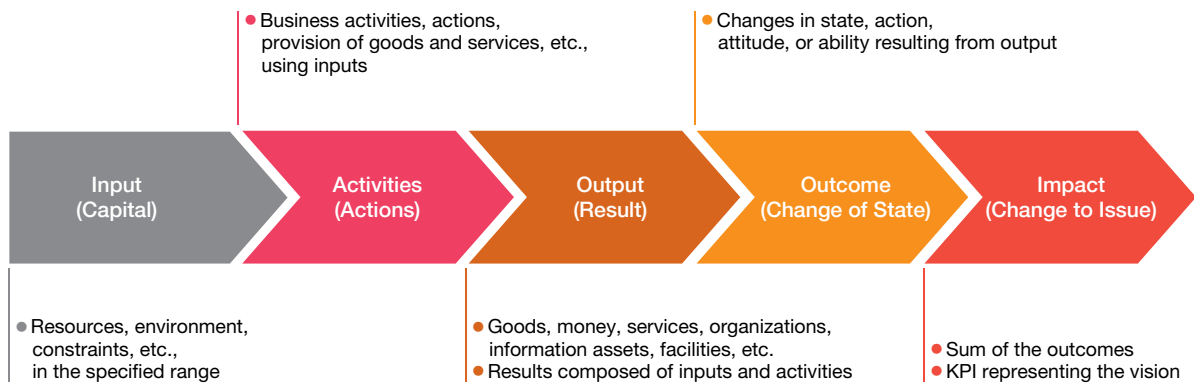 ● Business activities, actions,
provision of goods and services, etc.,
using inputs
● Changes in state, action,
attitude, or ability resulting from output
Input
(Capital)
Activities
(Actions)
Output
(Result)
Outcome
(Change of State)
Impact
(Change to Issue)
● Resources, environment,
constraints, etc.,
in the specified range
● Goods, money, services, organizations,
information assets, facilities, etc.
● Results composed of inputs and activities
● Sum of the outcomes
● KPI representing the vision